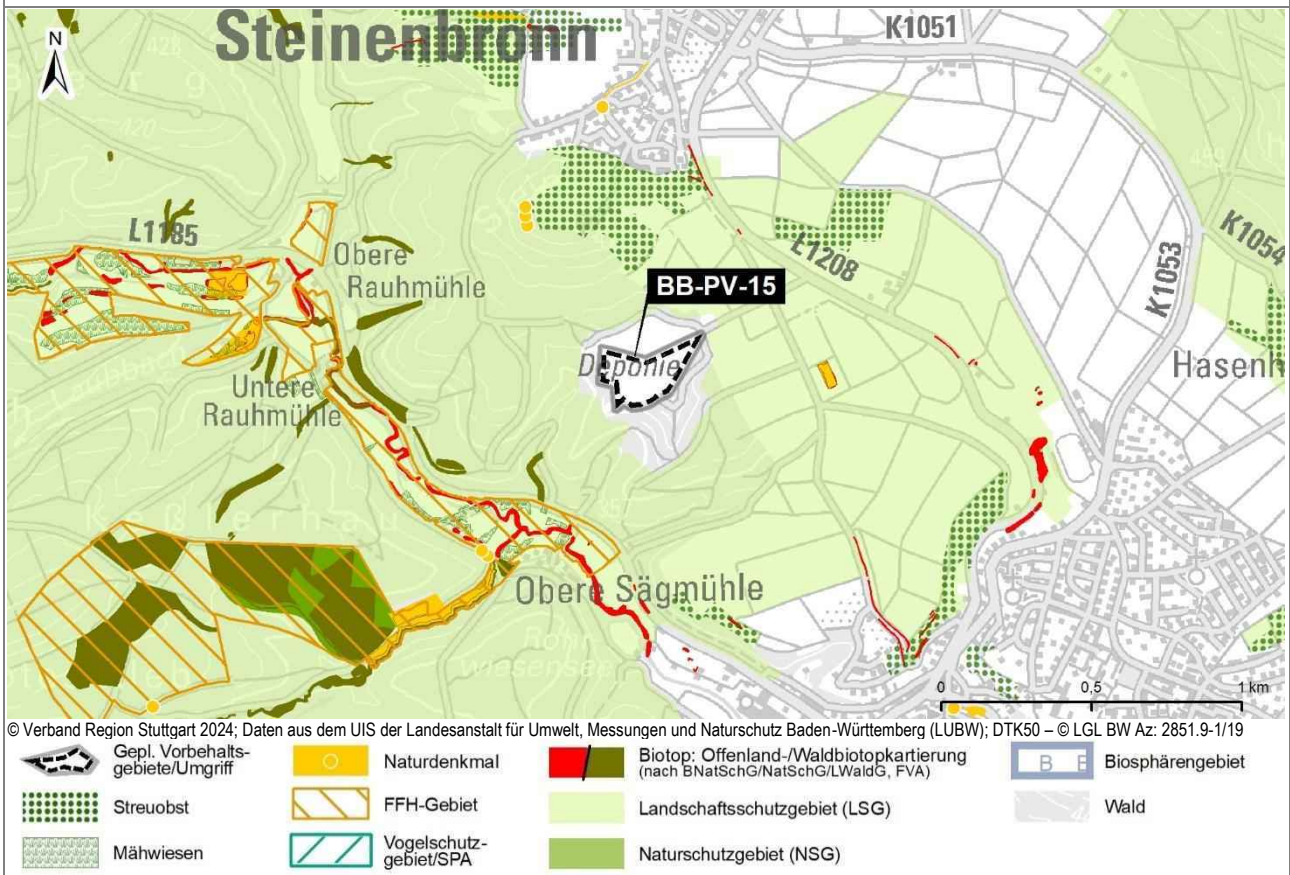 Steinenbronn
K1051
N
428
420
L1185
Obere
Rauhmühle
K1054
K1053
L1208
BB-PV-15
Deponie
Hasenh
Untere
Rauhmühle
Obere Sägmühle
0 0,5 1 km
© Verband Region Stuttgart 2024; Daten aus dem UIS der Landesanstalt für Umwelt, Messungen und Naturschutz Baden-Württemberg (LUBW); DTK50 – © LGL BW Az: 2851.9-1/19
Gepl. Vorbehalts-
gebiete/Umgriff
Streuobst
Mähwiesen
Naturdenkmal
FFH-Gebiet
Vogelschutz-
gebiet/SPA
Biotop: Offenland-/Waldbiotopkartierung
(nach BNatSchG/NatSchG/LWaldG, FVA)
Landschaftsschutzgebiet (LSG)
Naturschutzgebiet (NSG)
B E
Biosphärengebiet
Wald